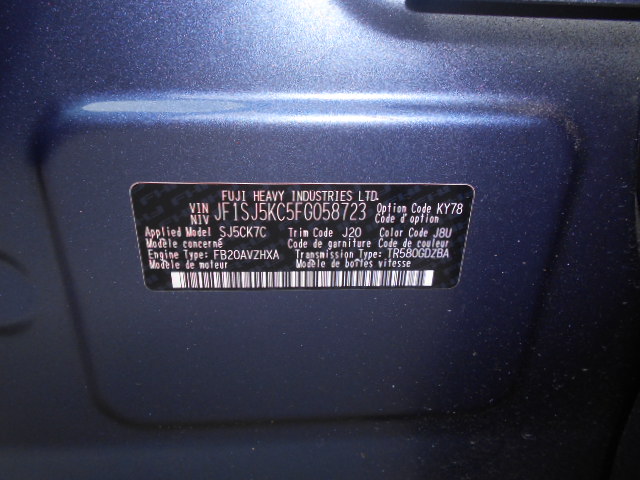 FUJI HEAVY INDUSTRIES LTD.
VIN NIV JF1SJ5KC5FG058723 Option Code KY78
Code d'option
Applied Model SJ5CK7C Trim Code J20 Color Code J8U
Modèle concerné Code de garniture Code de couleur
Engine Type: FB20AVZHXA Transmission Type: TR580GDZBA
Modèle de moteur Modèle de boîtes vitesse